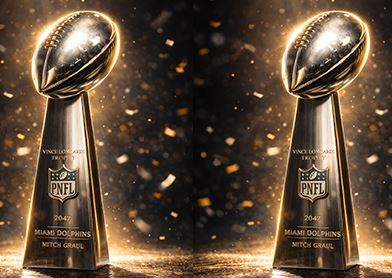 VINCE LOMBARDI
TROPHY
PNFL
2047
MIAMI DOLPHINS
MITCH GRAUL
VINCE LOMBARDI
TROPHY
PNFL
2047
MIAMI DOLPHINS
MITCH GRAUL